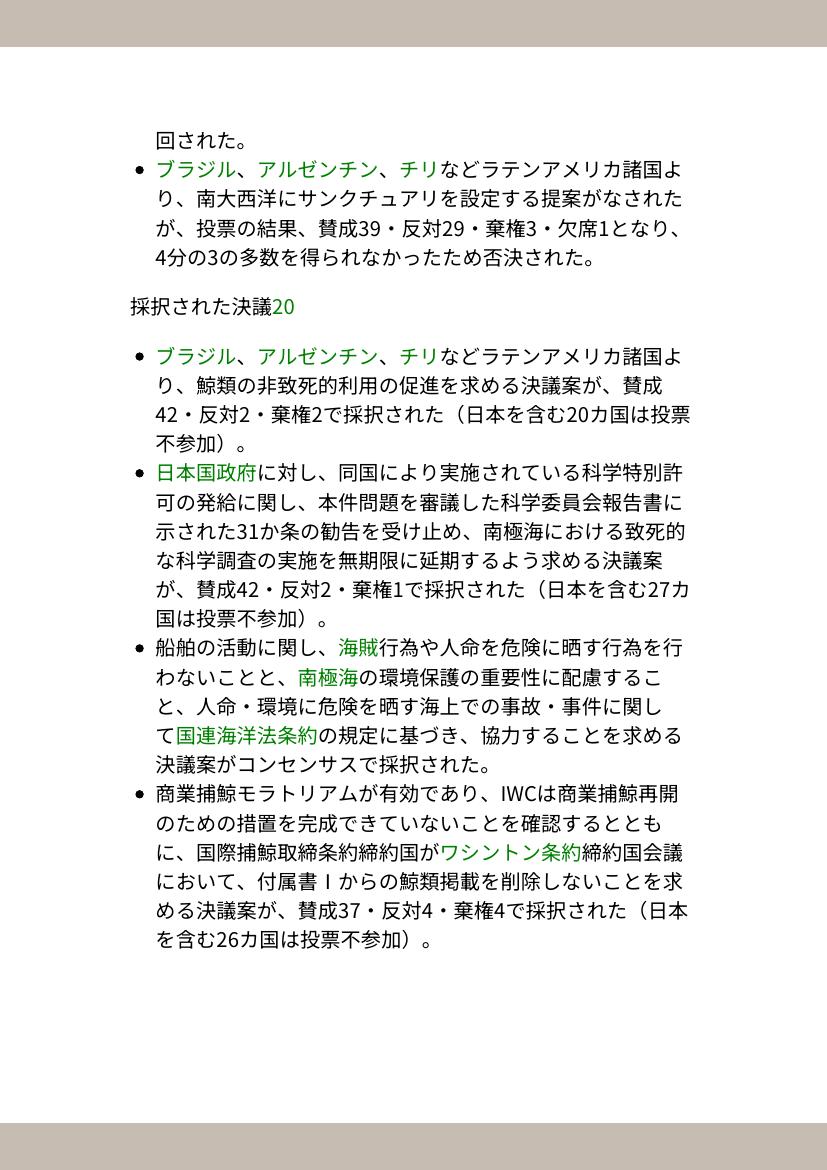 回された。
• ブラジル、アルゼンチン、チリなどラテンアメリカ諸国よ
り、南大西洋にサンクチュアリを設定する提案がなされた
が、投票の結果、賛成39・反対29・棄権3・欠席1となり、
4分の3の多数を得られなかったため否決された。
採択された決議20
• ブラジル、アルゼンチン、チリなどラテンアメリカ諸国よ
り、鯨類の非致死的利用の促進を求める決議案が、賛成
42・反対2・棄権2で採択された（日本を含む20カ国は投票
不参加）。
• 日本国政府に対し、同国により実施されている科学特別許
可の発給に関し、本件問題を審議した科学委員会報告書に
示された31か条の勧告を受け止め、南極海における致死的
な科学調査の実施を無期限に延期するよう求める決議案
が、賛成42・反対2・棄権1で採択された（日本を含む27カ
国は投票不参加）。
• 船舶の活動に関し、海賊行為や人命を危険に晒す行為を行
わないことと、南極海の環境保護の重要性に配慮するこ
と、人命・環境に危険を晒す海上での事故・事件に関し
て国連海洋法条約の規定に基づき、協力することを求める
決議案がコンセンサスで採択された。
• 商業捕鯨モラトリアムが有効であり、IWCは商業捕鯨再開
のための措置を完成できていないことを確認するととも
に、国際捕鯨取締条約締約国がワシントン条約締約国会議
において、付属書Ｉからの鯨類掲載を削除しないことを求
める決議案が、賛成37・反対4・棄権4で採択された（日本
を含む26カ国は投票不参加）。